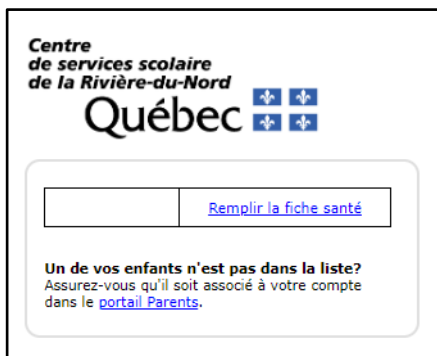 Centre
de services scolaire
de la Rivière-du-Nord
Québec
Remplir la fiche santé
Un de vos enfants n'est pas dans la liste?
Assurez-vous qu'il soit associé à votre compte
dans le portail Parents.